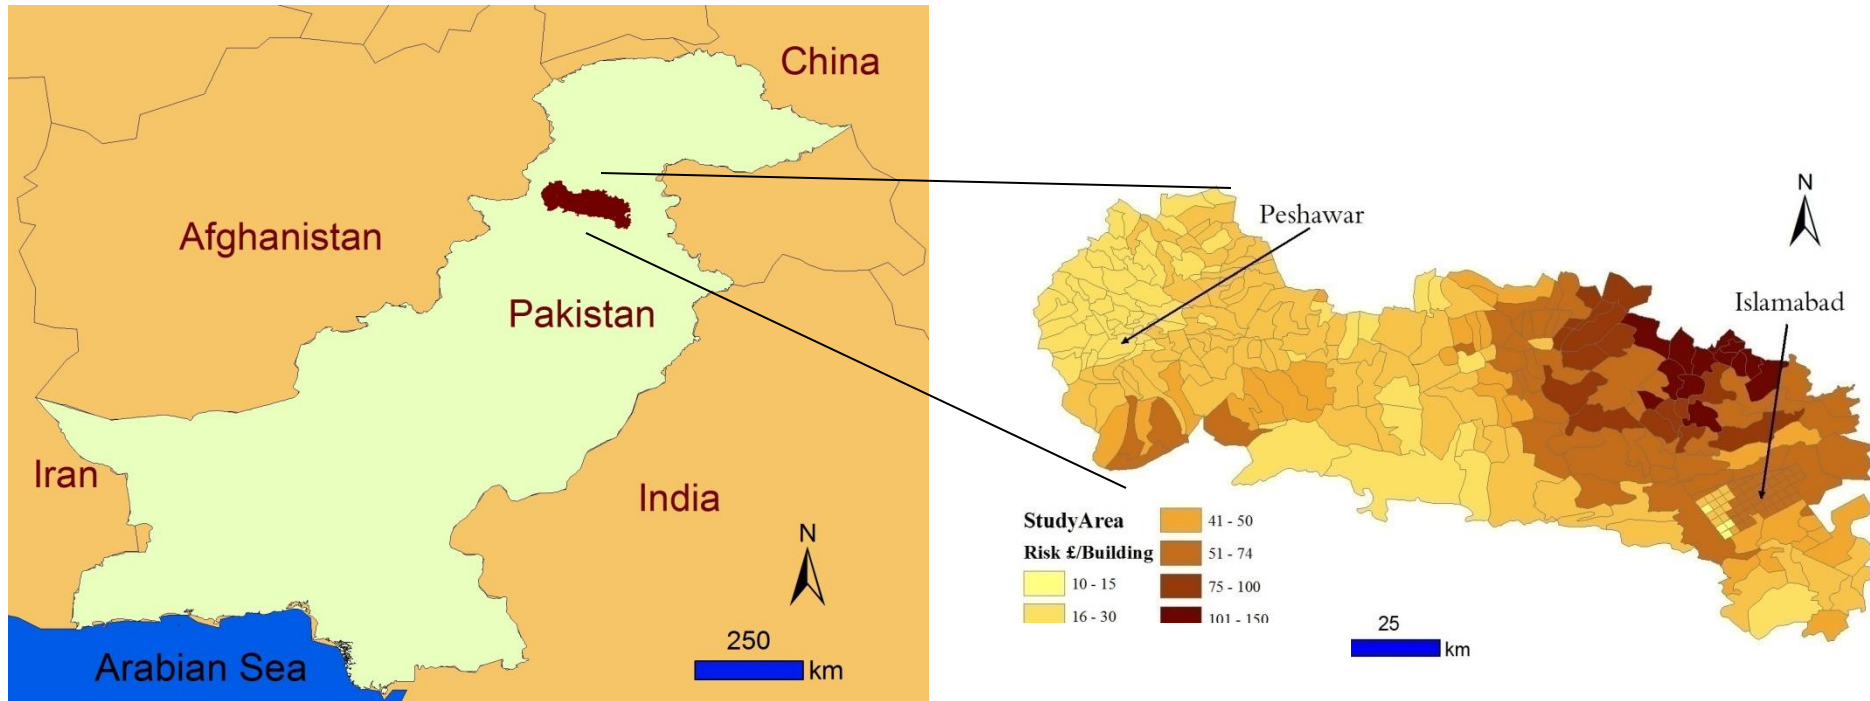 China
Afghanistan
Pakistan
Iran
India
N
250
km
Arabian Sea
N
Peshawar
Islamabad
StudyArea
Risk £/Building
10 - 15
16 - 30
41 - 50
51 - 74
75 - 100
101 - 150
25
km